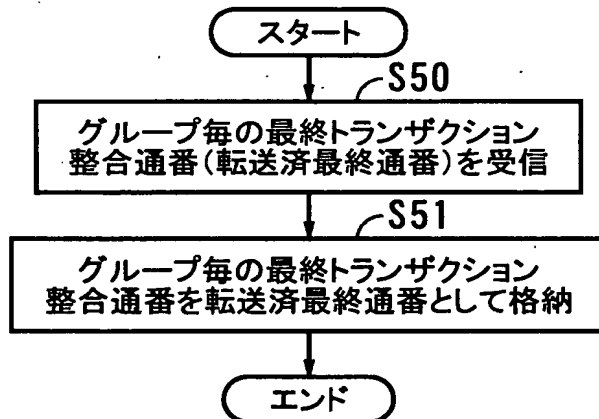 スタート
S50
グループ毎の最終トランザクション
整合通番(転送済最終通番)を受信
S51
グループ毎の最終トランザクション
整合通番を転送済最終通番として格納
エンド